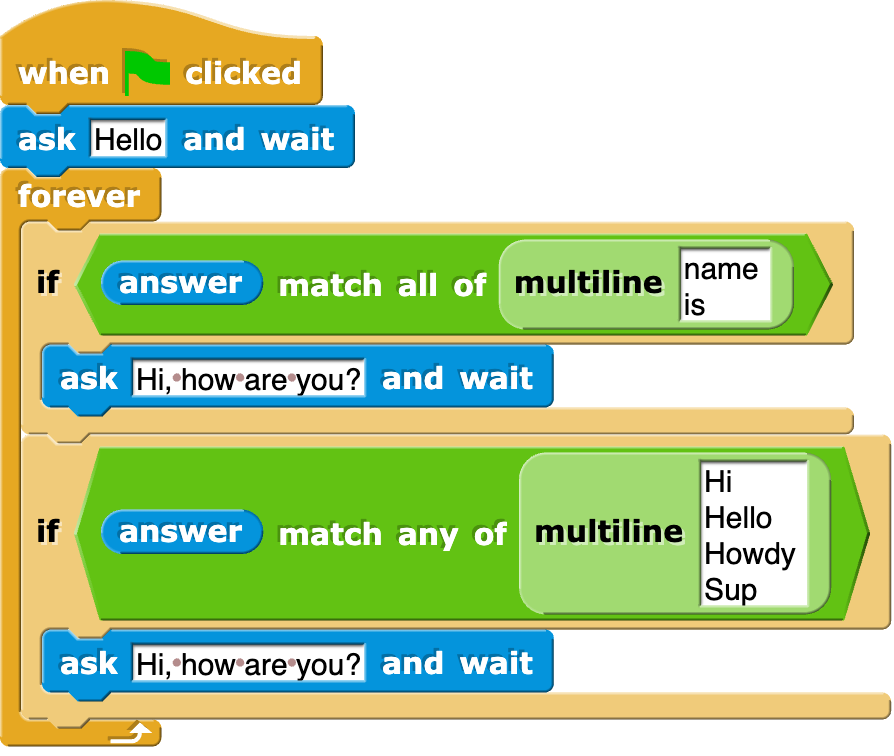 when clicked
ask Hello and wait
forever
if answer match all of multiline name
is
ask Hi, how are you? and wait
if answer match any of multiline Hi
Hello
Howdy
Sup
ask Hi, how are you? and wait